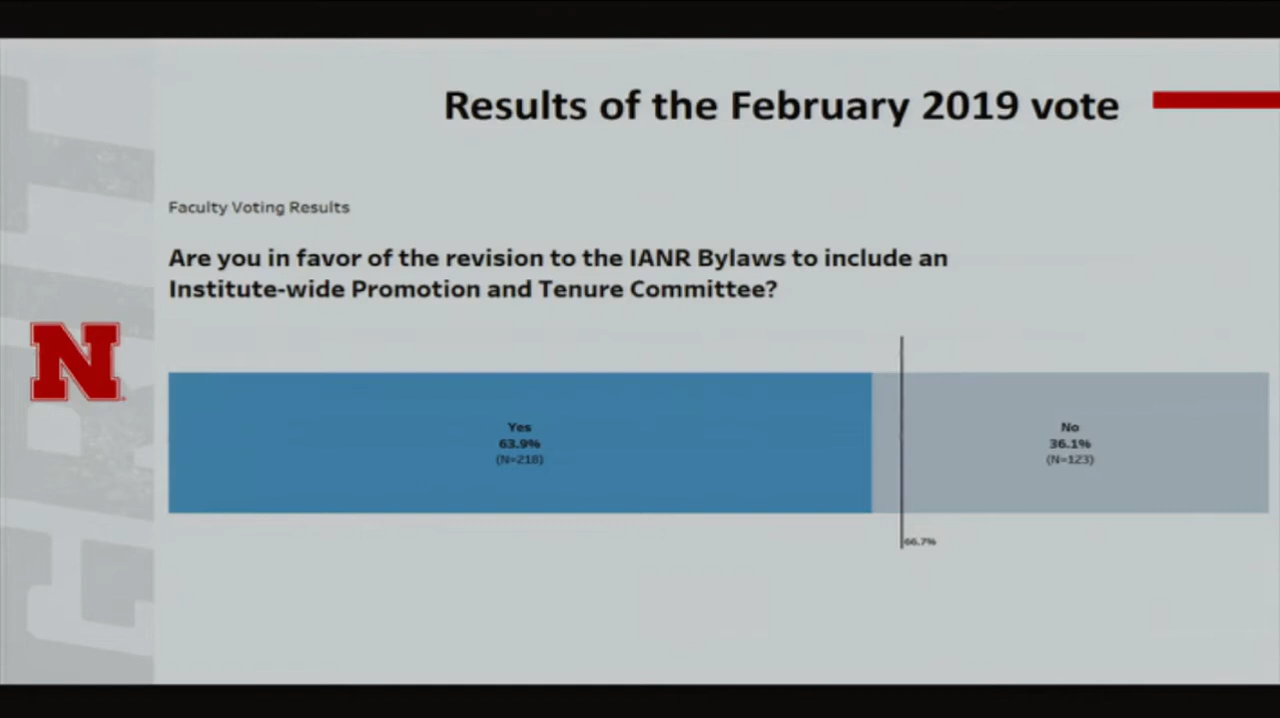 Results of the February 2019 vote
Faculty Voting Results
Are you in favor of the revision to the IANR Bylaws to include an
Institute-wide Promotion and Tenure Committee?
N
Yes
63.9%
(N=218)
No
36.1%
(N=123)
66.7%